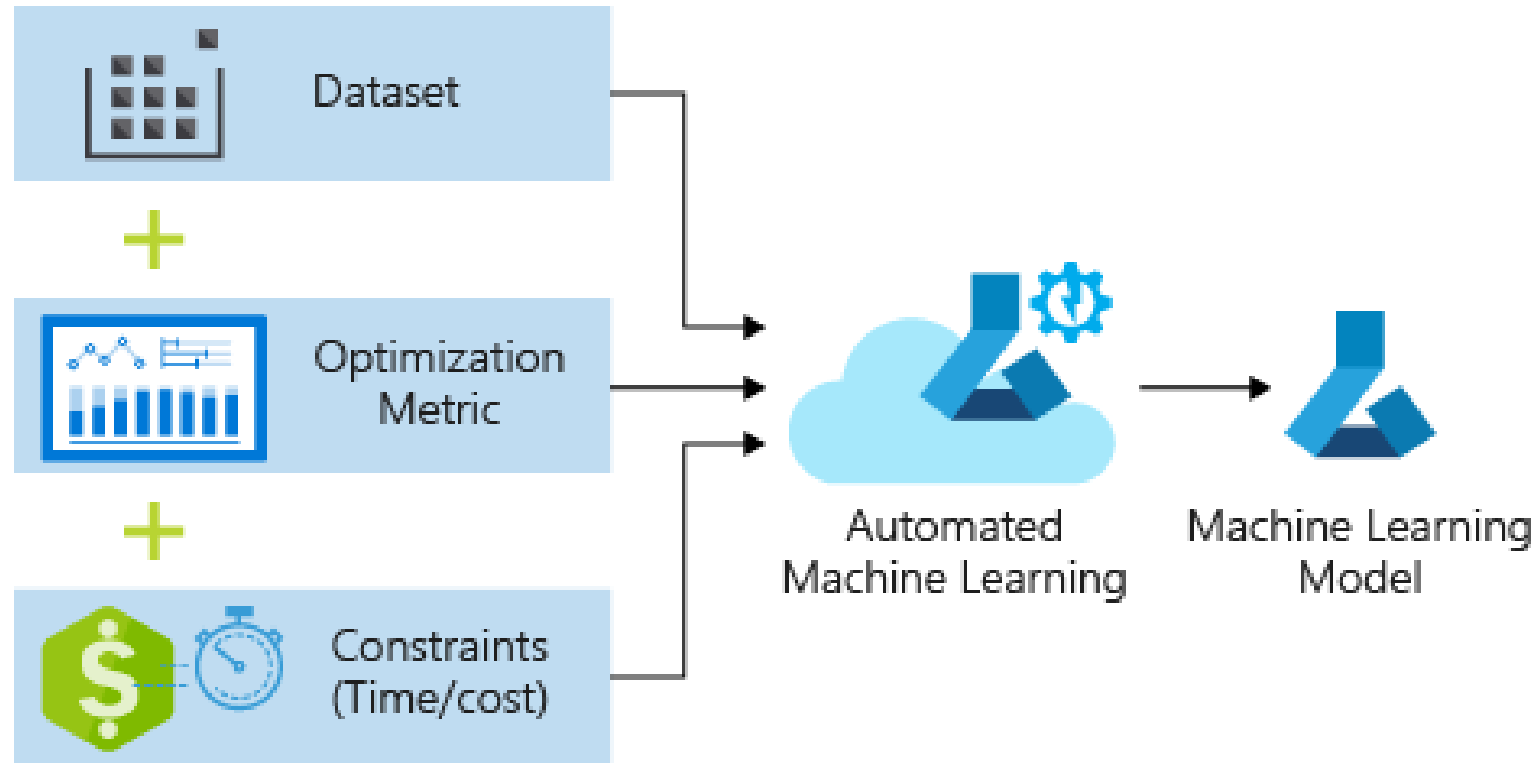 Dataset
Optimization
Metric
Constraints
(Time/cost)
Automated
Machine Learning
Machine Learning
Model